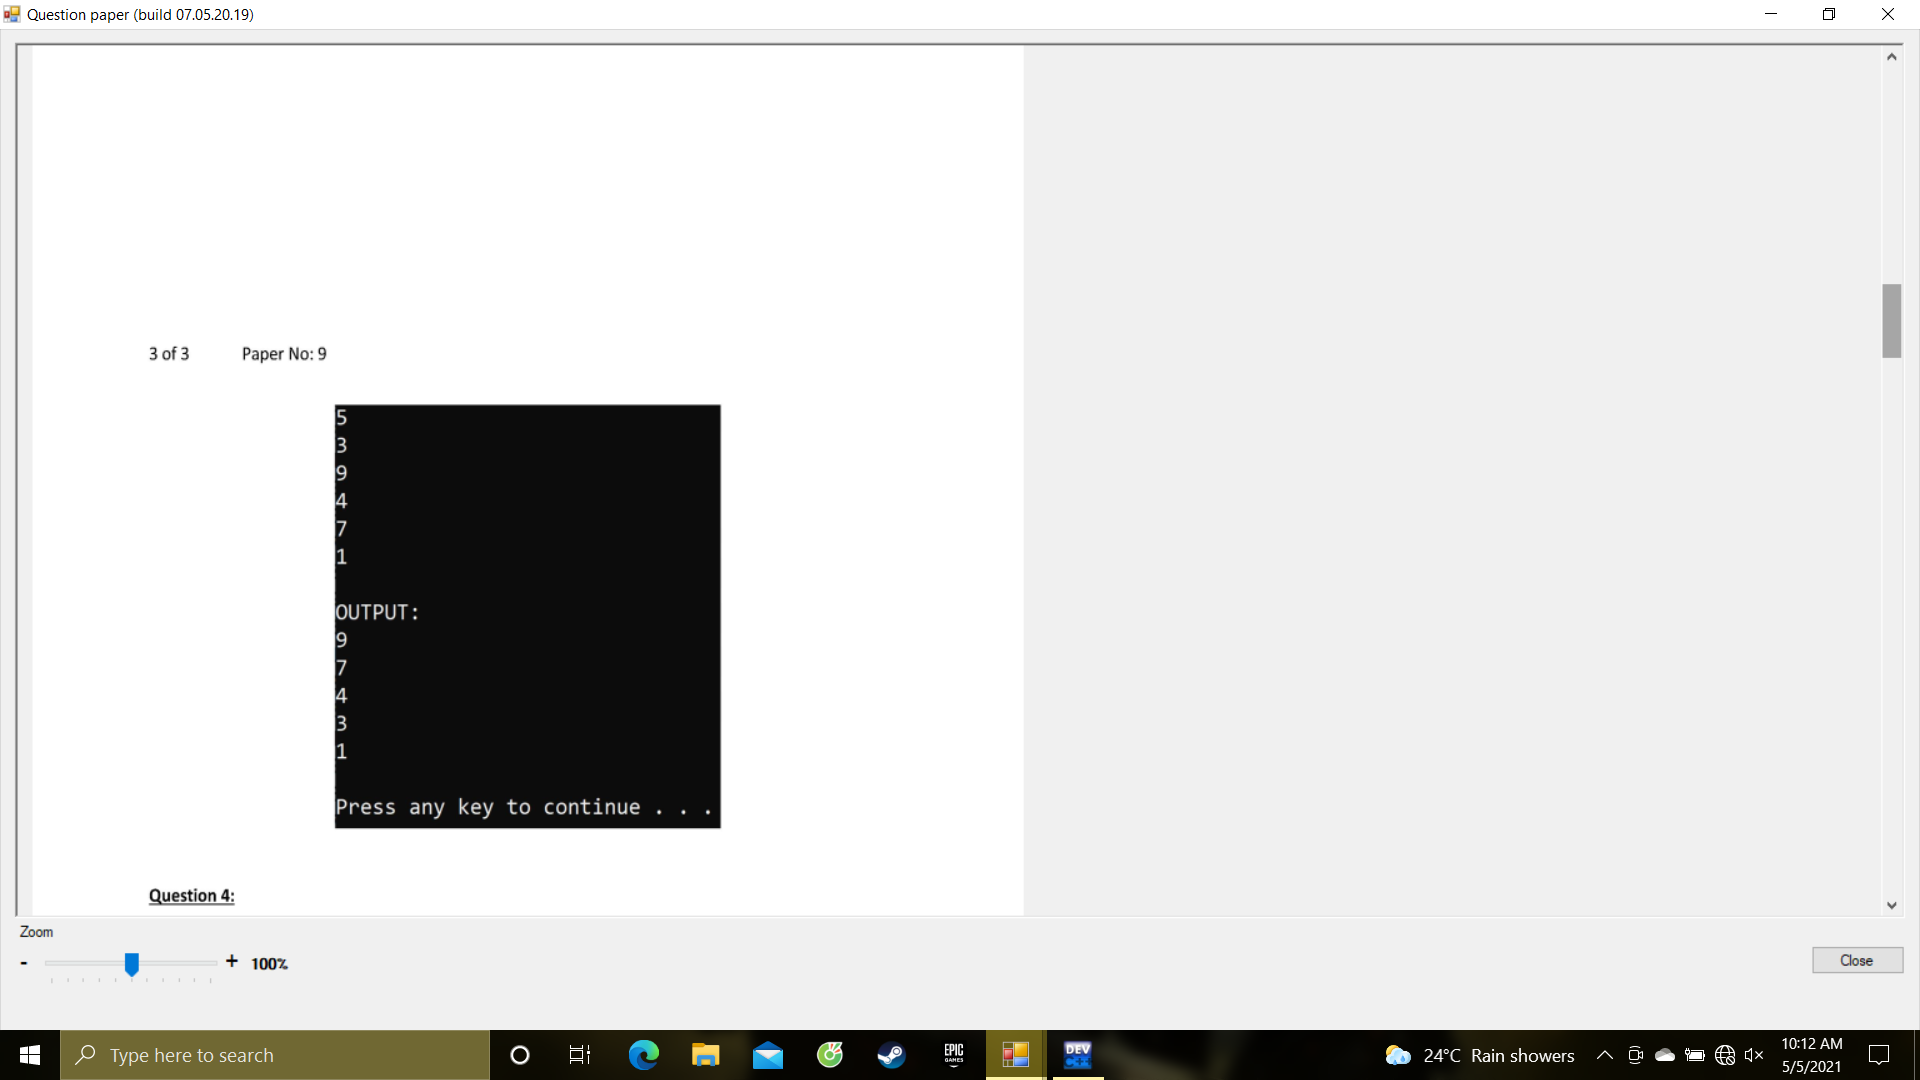 Question paper (build 07.05.20.19)
3 of 3 Paper No: 9
5
3
9
4
7
1
OUTPUT:
9
7
4
3
1
Press any key to continue . . .
Question 4:
Zoom
- + 100%
Close
Type here to search
EPIC
GAMES
DEV
C++
24°C Rain showers
10:12 AM
5/5/2021